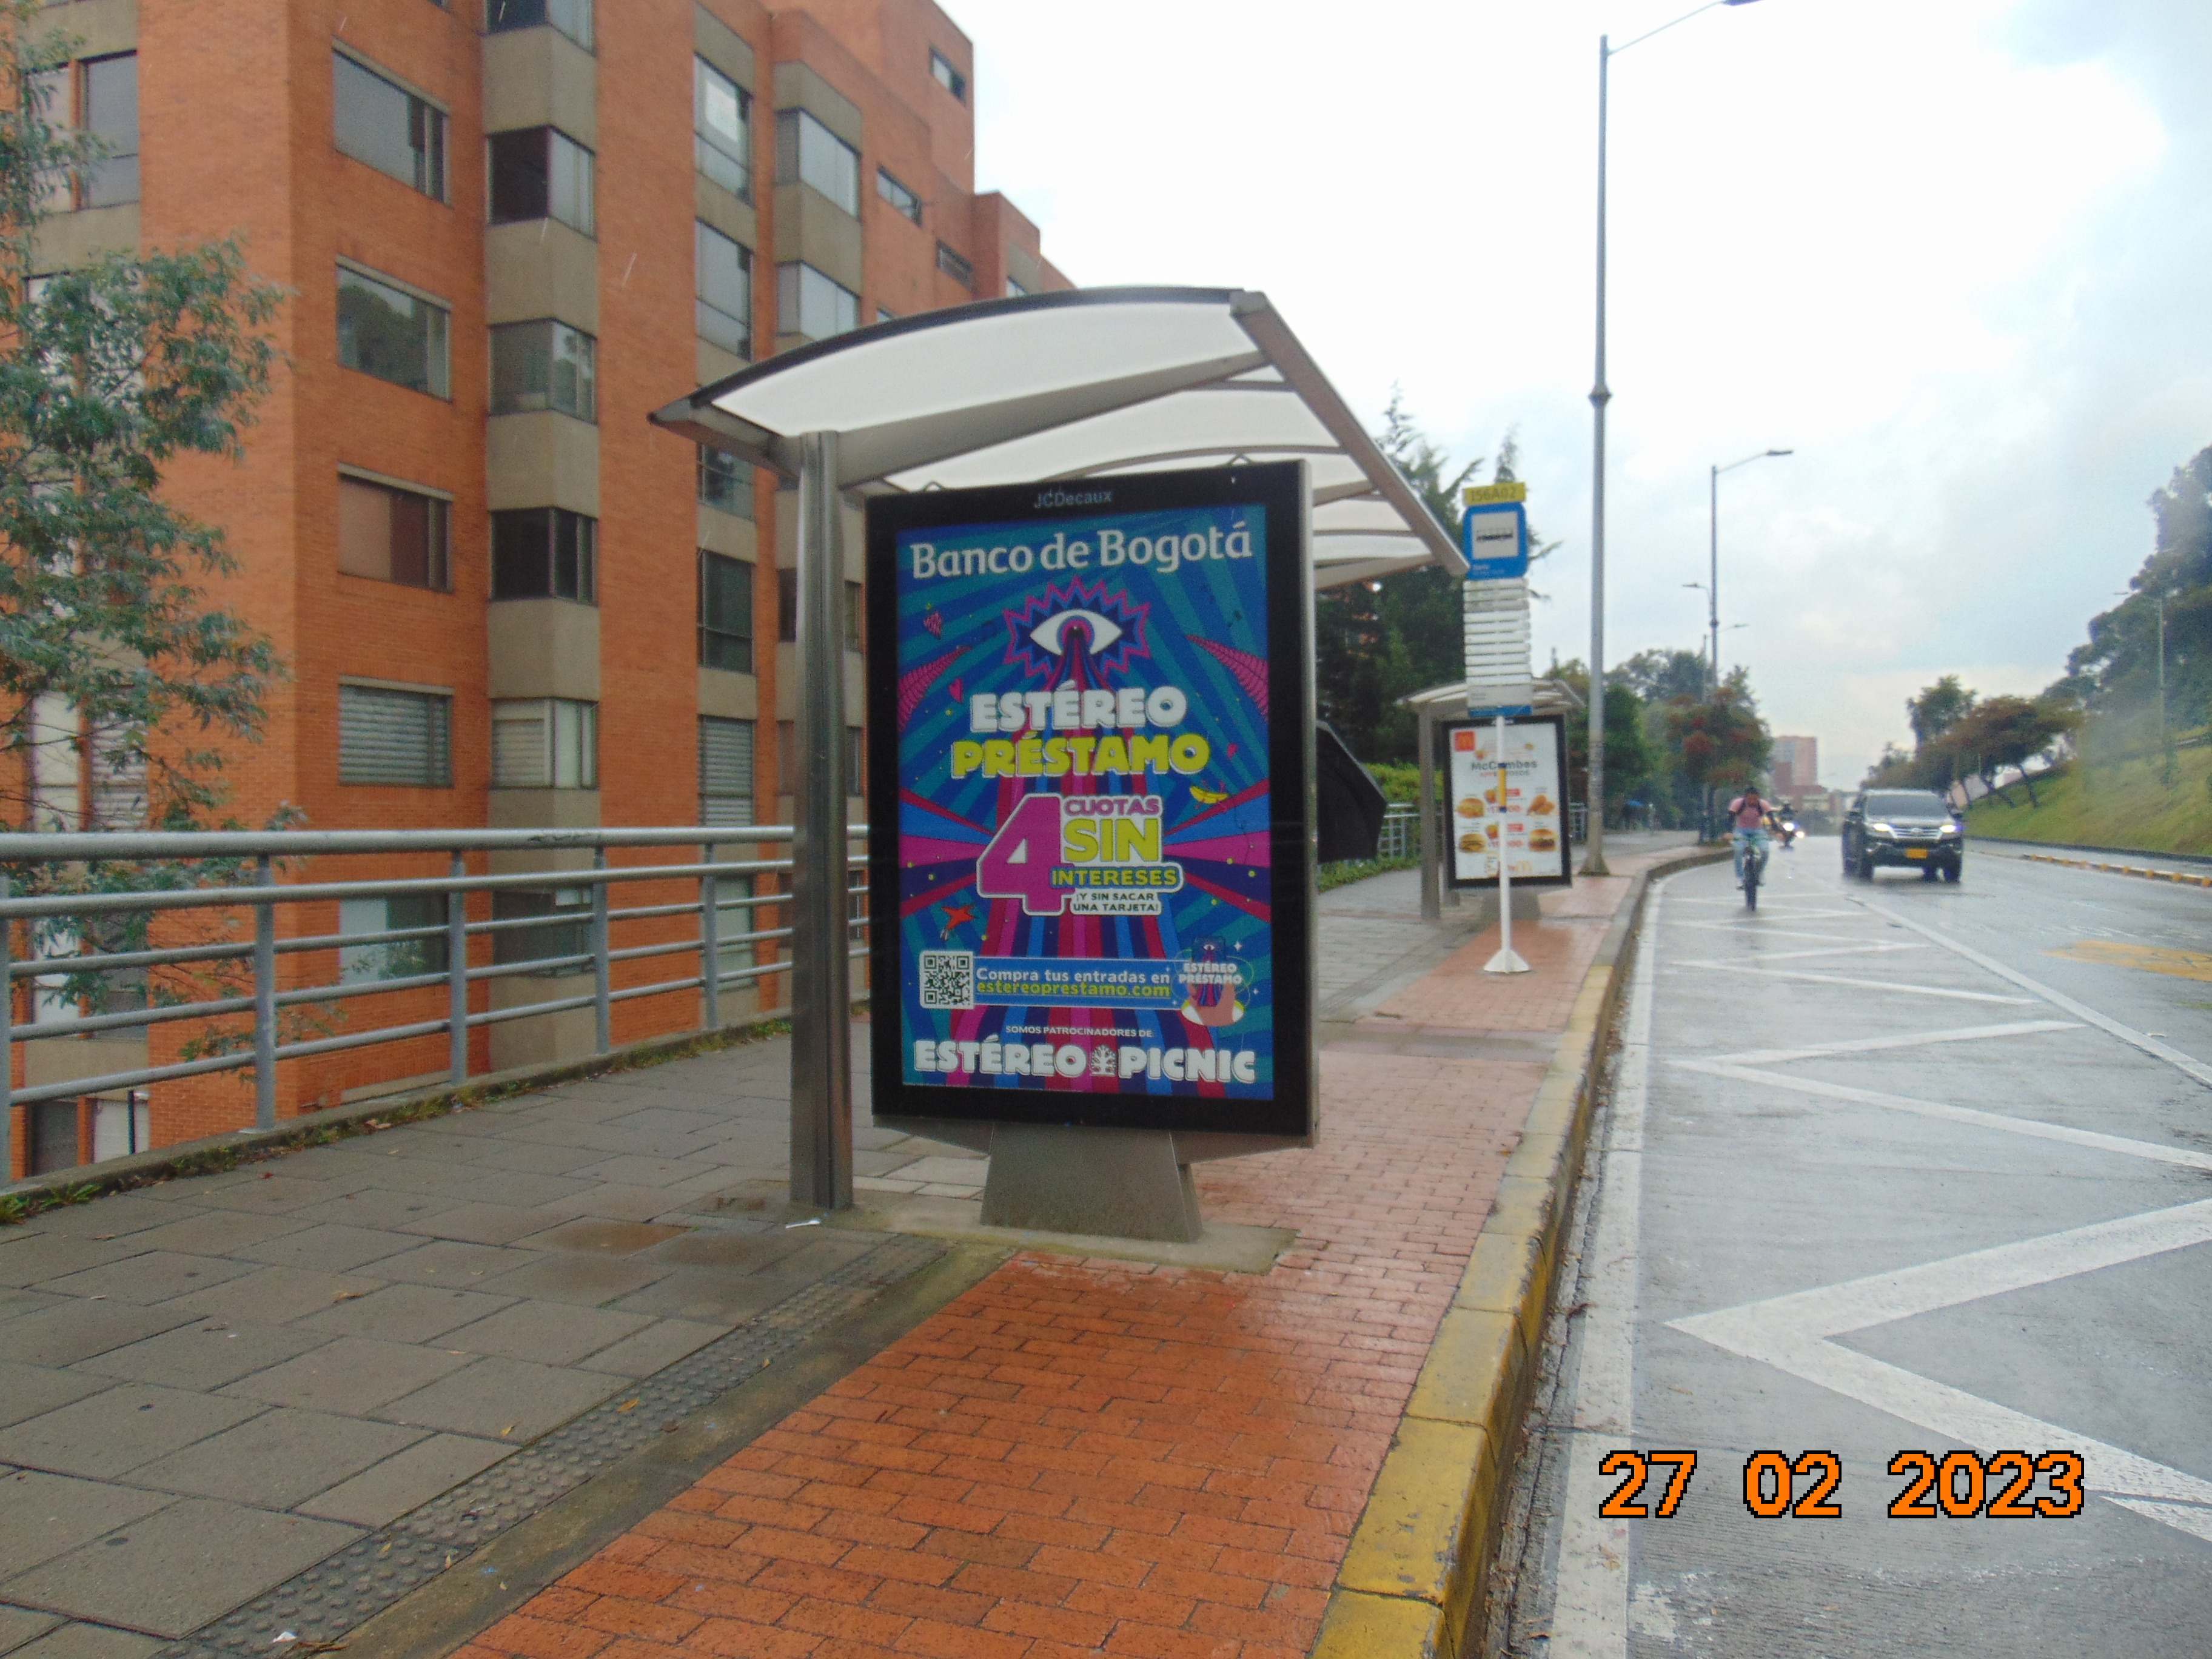 JCDecaux
Banco de Bogotá
ESTÉREO
PRÉSTAMO
4 CUOTAS
SIN
INTERESES
¡Y SIN SACAR
UNA TARJETA!
Compra tus entradas en
estereoprestamo.com
ESTÉREO
PRÉSTAMO
SOMOS PATROCINADORES DE
ESTÉREO PICNIC
156A02
McCombos
27 02 2023